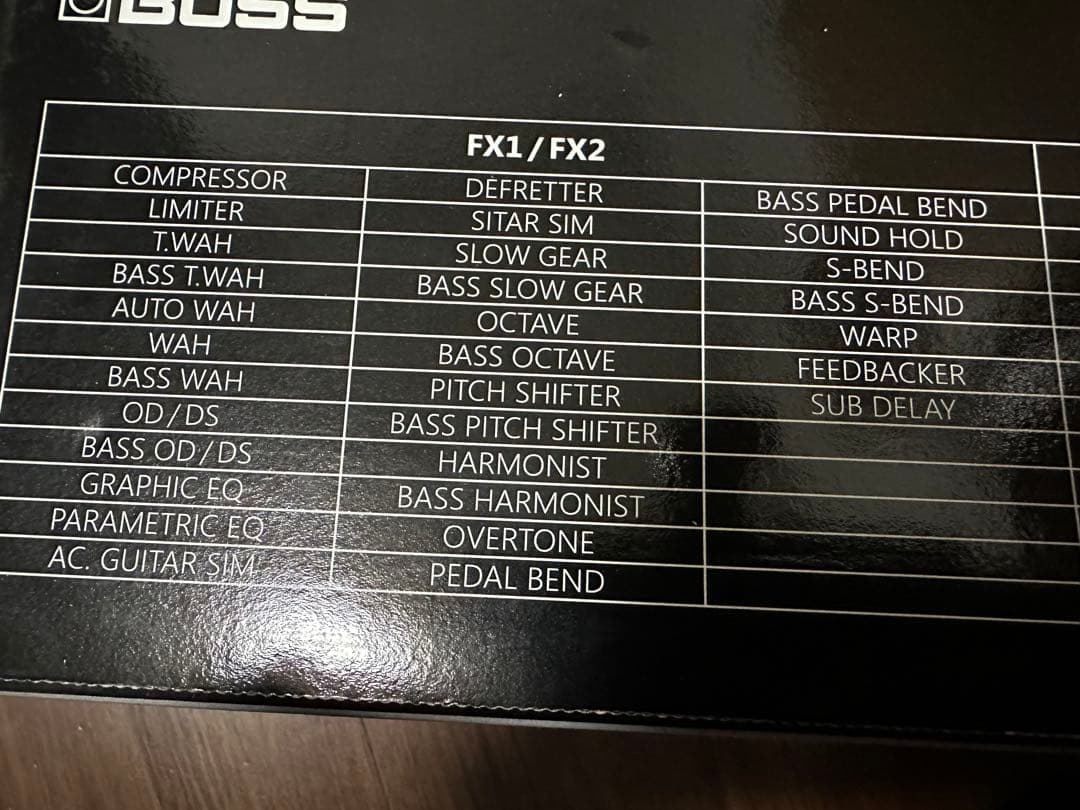 BOSS
FX1 / FX2
COMPRESSOR
LIMITER
T.WAH
BASS T.WAH
AUTO WAH
WAH
BASS WAH
OD/DS
BASS OD/DS
GRAPHIC EQ
PARAMETRIC EQ
AC. GUITAR SIM
DEFRETTER
SITAR SIM
SLOW GEAR
BASS SLOW GEAR
OCTAVE
BASS OCTAVE
PITCH SHIFTER
BASS PITCH SHIFTER
HARMONIST
BASS HARMONIST
OVERTONE
PEDAL BEND
BASS PEDAL BEND
SOUND HOLD
S-BEND
BASS S-BEND
WARP
FEEDBACKER
SUB DELAY